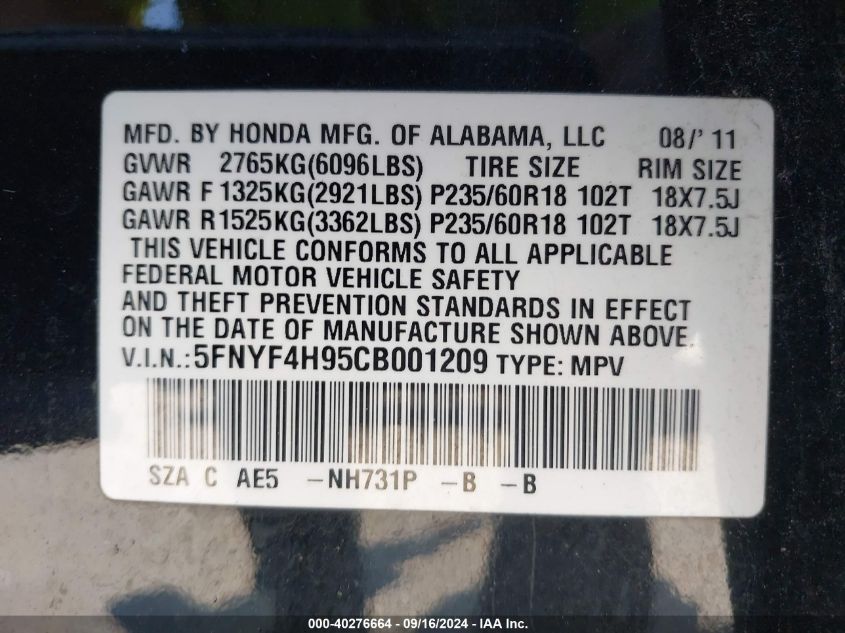 MFD. BY HONDA MFG. OF ALABAMA, LLC 08/' 11
GVWR 2765KG(6096LBS) TIRE SIZE RIM SIZE
GAWR F 1325KG(2921LBS) P235/60R18 102T 18X7.5J
GAWR R1525KG(3362LBS) P235/60R18 102T 18X7.5J
THIS VEHICLE CONFORMS TO ALL APPLICABLE
FEDERAL MOTOR VEHICLE SAFETY
AND THEFT PREVENTION STANDARDS IN EFFECT
ON THE DATE OF MANUFACTURE SHOWN ABOVE.
V.I.N.: 5FNYF4H95CB001209 TYPE: MPV
SZA C AE5 -NH731P -B -B
000-40276664 - 09/16/2024 - IAA Inc.